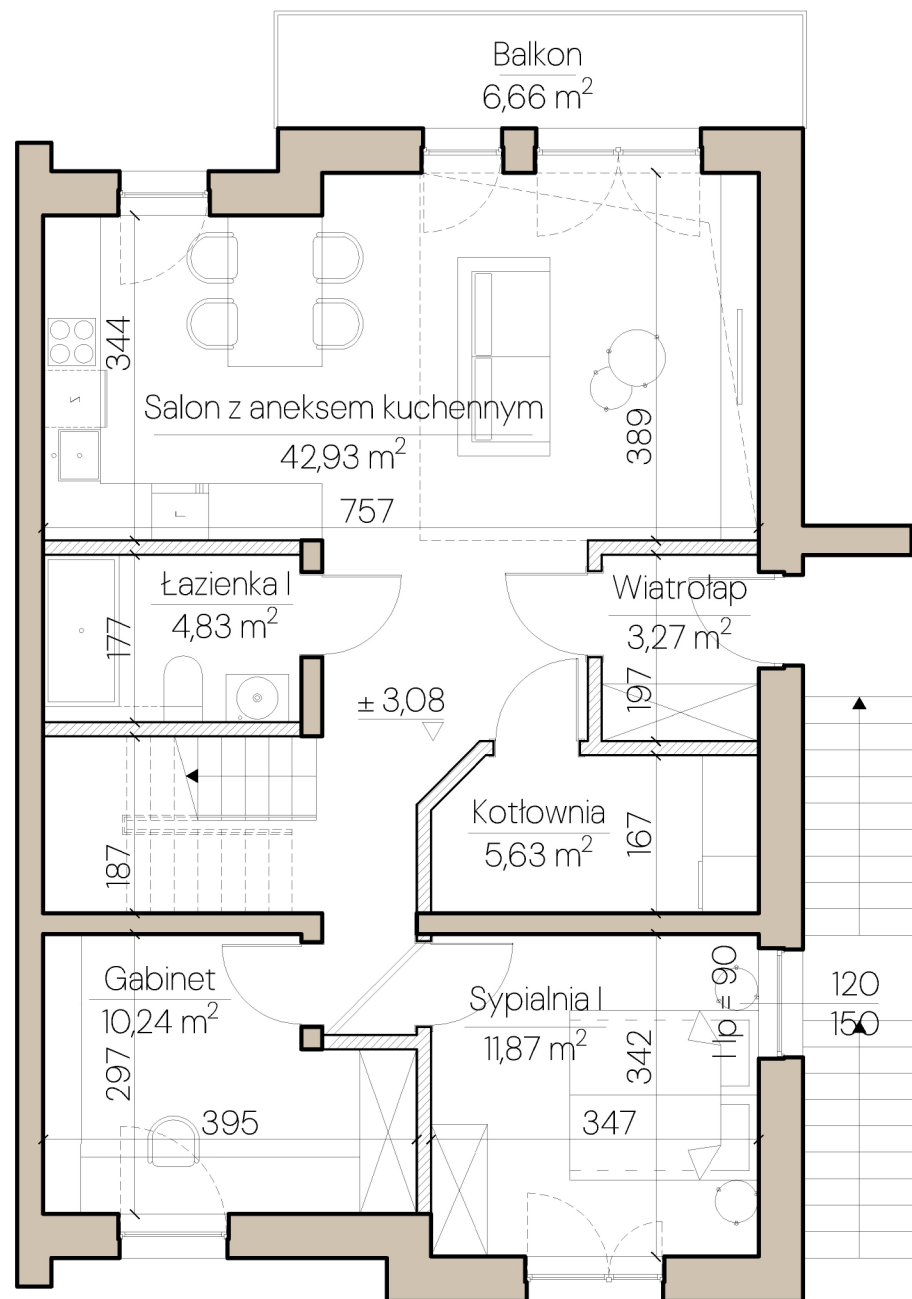 Balkon
6,66 m²
344
389
Salon z aneksem kuchennym
42,93 m²
757
Łazienka I
4,83 m²
177
Wiatrołap
3,27 m²
197
± 3,08
Kotłownia
5,63 m²
167
187
Gabinet
10,24 m²
297
395
Sypialnia I
11,87 m²
342
347
Hp = 90
120
150